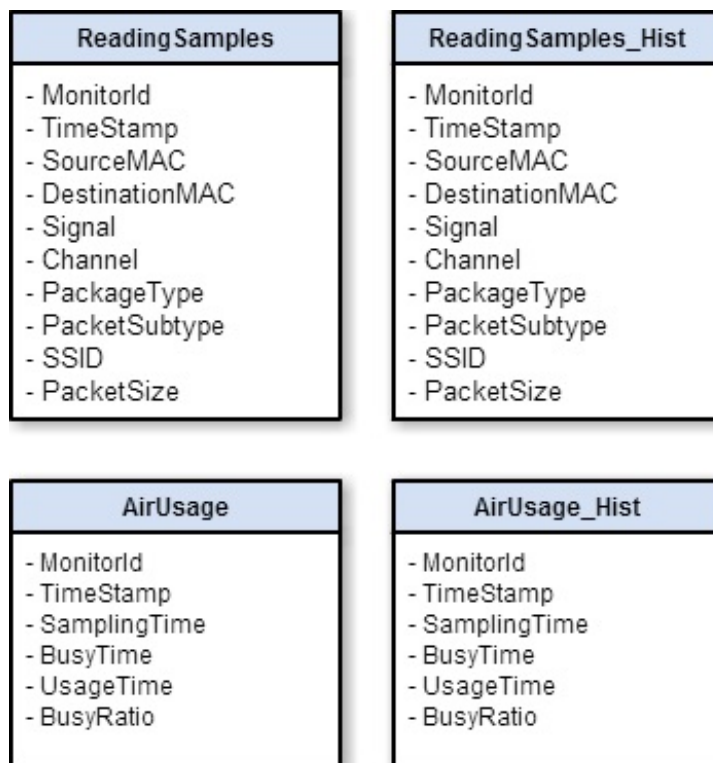 ReadingSamples
- MonitorId
- TimeStamp
- SourceMAC
- DestinationMAC
- Signal
- Channel
- PackageType
- PacketSubtype
- SSID
- PacketSize
ReadingSamples_Hist
- MonitorId
- TimeStamp
- SourceMAC
- DestinationMAC
- Signal
- Channel
- PackageType
- PacketSubtype
- SSID
- PacketSize
AirUsage
- MonitorId
- TimeStamp
- SamplingTime
- BusyTime
- UsageTime
- BusyRatio
AirUsage_Hist
- MonitorId
- TimeStamp
- SamplingTime
- BusyTime
- UsageTime
- BusyRatio